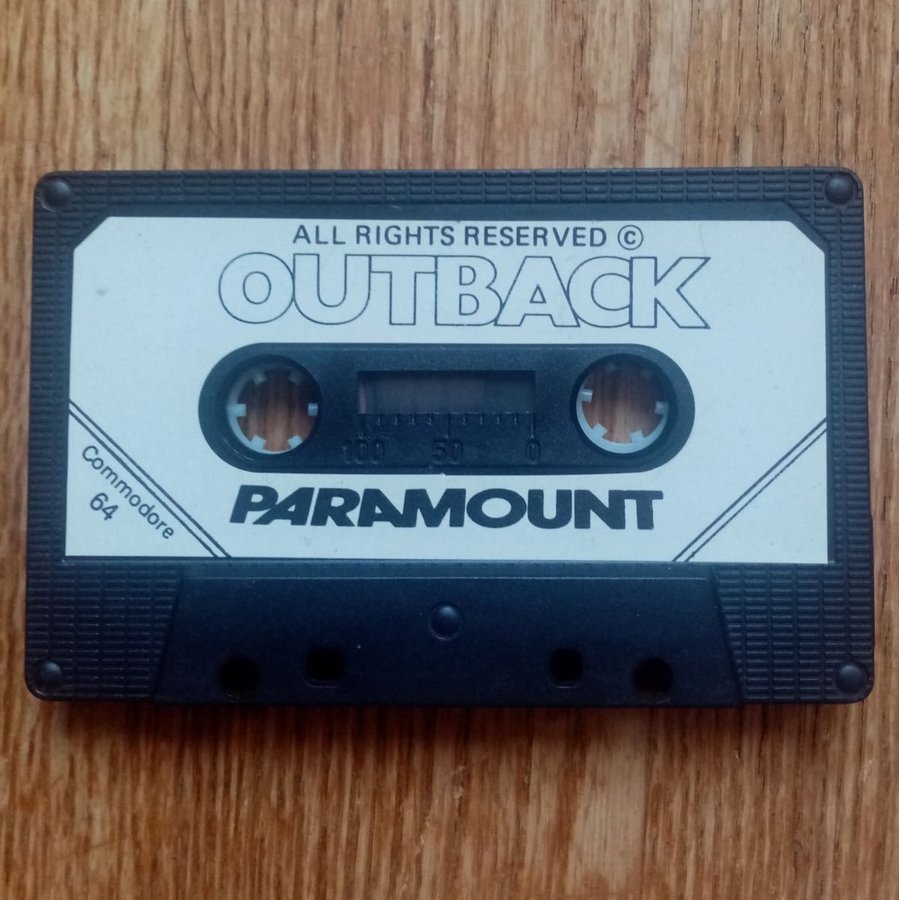 ALL RIGHTS RESERVED ©
OUTBACK
100 50 0
PARAMOUNT
Commodore
64